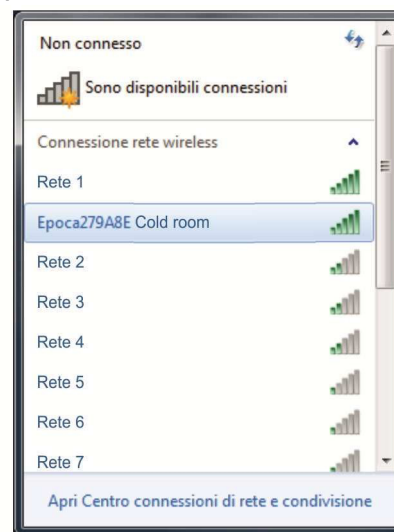 Non connesso
Sono disponibili connessioni
Connessione rete wireless
Rete 1
Epoca279A8E Cold room
Rete 2
Rete 3
Rete 4
Rete 5
Rete 6
Rete 7
Apri Centro connessioni di rete e condivisione